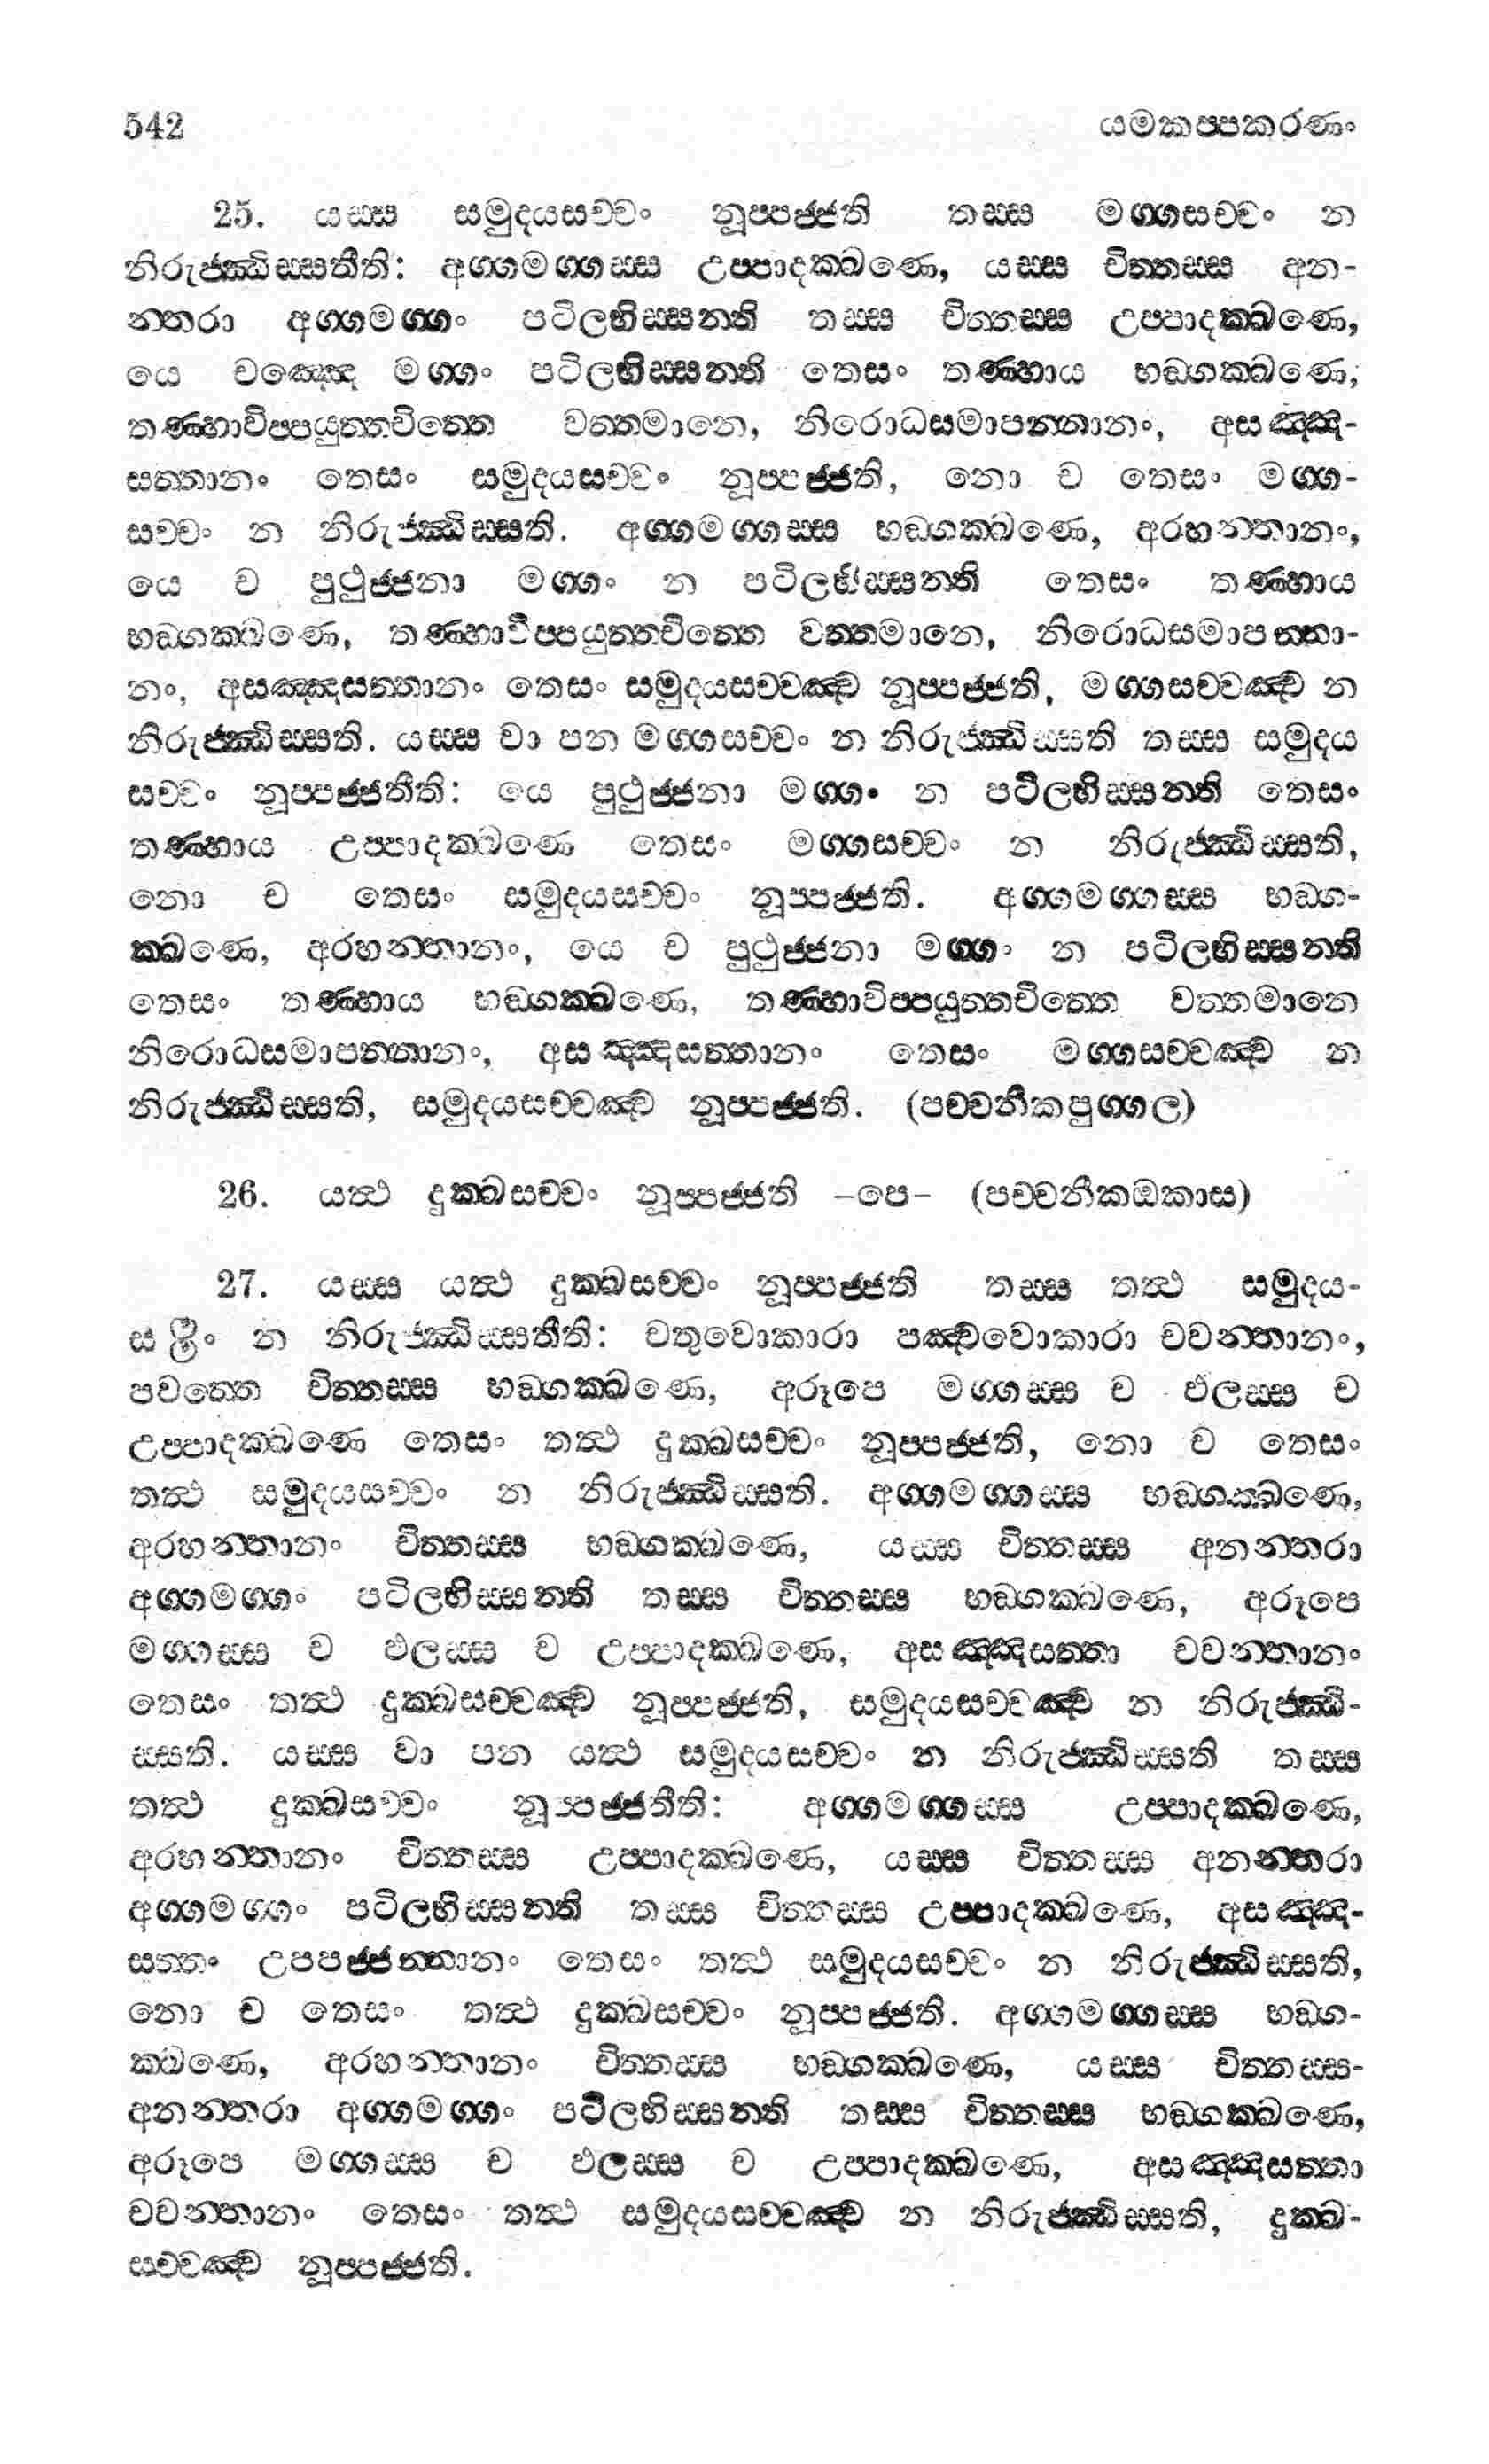 542 යමකප්පකරණං
25. යස්ස සමුදයසච්චං නූප්පජ්ජති තස්ස මග්ගසච්චං න
නිරුජ්ඣිස්සතීති: අග්ගමග්ගස්ස උප්පාදක්ඛණෙ, යස්ස චිත්තස්ස අන-
න්තරා අග්ගමග්ගං පටිලභිස්සන්ති තස්ස චිත්තස්ස උප්පාදක්ඛණෙ,
යෙ චඤ්ඤෙ මග්ගං පටිලභිස්සන්ති තෙසං තණ්හාය භඞ්ගක්ඛණෙ,
තණ්හාවිප්පයුත්තචිත්තෙ වත්තමානෙ, නිරොධසමාපන්නානං, අසඤ්ඤ-
සත්තානං තෙසං සමුදයසච්චං නූප්පජ්ජති, නො ච තෙසං මග්ග-
සච්චං න නිරුජ්ඣිස්සති. අග්ගමග්ගස්ස භඞ්ගක්ඛණෙ, අරහන්තානං,
යෙ ච පුථුජ්ජනා මග්ගං න පටිලභිස්සන්ති තෙසං තණ්හාය
භඞ්ගක්ඛණෙ, තණ්හාවිප්පයුත්තචිත්තෙ වත්තමානෙ, නිරොධසමාපන්නා-
නං, අසඤ්ඤසත්තානං තෙසං සමුදයසච්චඤ්ච නූප්පජ්ජති, මග්ගසච්චඤ්ච න
නිරුජ්ඣිස්සති. යස්ස වා පන මග්ගසච්චං න නිරුජ්ඣිස්සති තස්ස සමුදය
සච්චං නූප්පජ්ජතීති: යෙ පුථුජ්ජනා මග්ගං න පටිලභිස්සන්ති තෙසං
තණ්හාය උප්පාදක්ඛණෙ තෙසං මග්ගසච්චං න නිරුජ්ඣිස්සති,
නො ච තෙසං සමුදයසච්චං නූප්පජ්ජති. අග්ගමග්ගස්ස භඞ්ග-
ක්ඛණෙ, අරහන්තානං, යෙ ච පුථුජ්ජනා මග්ගං න පටිලභිස්සන්ති
තෙසං තණ්හාය භඞ්ගක්ඛණෙ, තණ්හාවිප්පයුත්තචිත්තෙ වත්තමානෙ
නිරොධසමාපන්නානං, අසඤ්ඤසත්තානං තෙසං මග්ගසච්චඤ්ච න
නිරුජ්ඣිස්සති, සමුදයසච්චඤ්ච නූප්පජ්ජති. (පච්චනීකපුග්ගල)
26. යත්ථ දුක්ඛසච්චං නූප්පජ්ජති –පෙ– (පච්චනීකඔකාස)
27. යස්ස යත්ථ දුක්ඛසච්චං නූප්පජ්ජති තස්ස තත්ථ සමුදය-
න නිරුජ්ඣිස්සතීති: චතුවොකාරා පඤ්චවොකාරා චවන්තානං,
පවත්තෙ චිත්තස්ස භඞ්ගක්ඛණෙ, අරූපෙ මග්ගස්ස ච ඵලස්ස ච
උප්පාදක්ඛණෙ තෙසං තත්ථ දුක්ඛසච්චං නූප්පජ්ජති, නො ච තෙසං
තත්ථ සමුදයසච්චං න නිරුජ්ඣිස්සති. අග්ගමග්ගස්ස භඞ්ගක්ඛණෙ,
අරහන්තානං චිත්තස්ස භඞ්ගක්ඛණෙ, යස්ස චිත්තස්ස අනන්තරා
අග්ගමග්ගං පටිලභිස්සන්ති තස්ස චිත්තස්ස භඞ්ගක්ඛණෙ, අරූපෙ
මග්ගස්ස ච ඵලස්ස ච උප්පාදක්ඛණෙ, අසඤ්ඤසත්තා චවන්තානං
තෙසං තත්ථ දුක්ඛසච්චඤ්ච නූප්පජ්ජති, සමුදයසච්චඤ්ච න නිරුජ්ඣි-
ස්සති. යස්ස වා පන යත්ථ සමුදයසච්චං න නිරුජ්ඣිස්සති තස්ස
තත්ථ දුක්ඛසච්චං නූප්පජ්ජතීති: අග්ගමග්ගස්ස උප්පාදක්ඛණෙ,
අරහන්තානං චිත්තස්ස උප්පාදක්ඛණෙ, යස්ස චිත්තස්ස අනන්තරා
අග්ගමග්ගං පටිලභිස්සන්ති තස්ස චිත්තස්ස උප්පාදක්ඛණෙ, අසඤ්ඤ-
සත්තං උපපජ්ජන්තානං තෙසං තත්ථ සමුදයසච්චං න නිරුජ්ඣිස්සති,
නො ච තෙසං තත්ථ දුක්ඛසච්චං නූප්පජ්ජති. අග්ගමග්ගස්ස භඞ්ග-
ක්ඛණෙ, අරහන්තානං චිත්තස්ස භඞ්ගක්ඛණෙ, යස්ස චිත්තස්ස-
අනන්තරා අග්ගමග්ගං පටිලභිස්සන්ති තස්ස චිත්තස්ස භඞ්ගක්ඛණෙ,
අරූපෙ මග්ගස්ස ච ඵලස්ස ච උප්පාදක්ඛණෙ, අසඤ්ඤසත්තා
චවන්තානං තෙසං තත්ථ සමුදයසච්චඤ්ච න නිරුජ්ඣිස්සති, දුක්ඛ-
සච්චඤ්ච නූප්පජ්ජති.